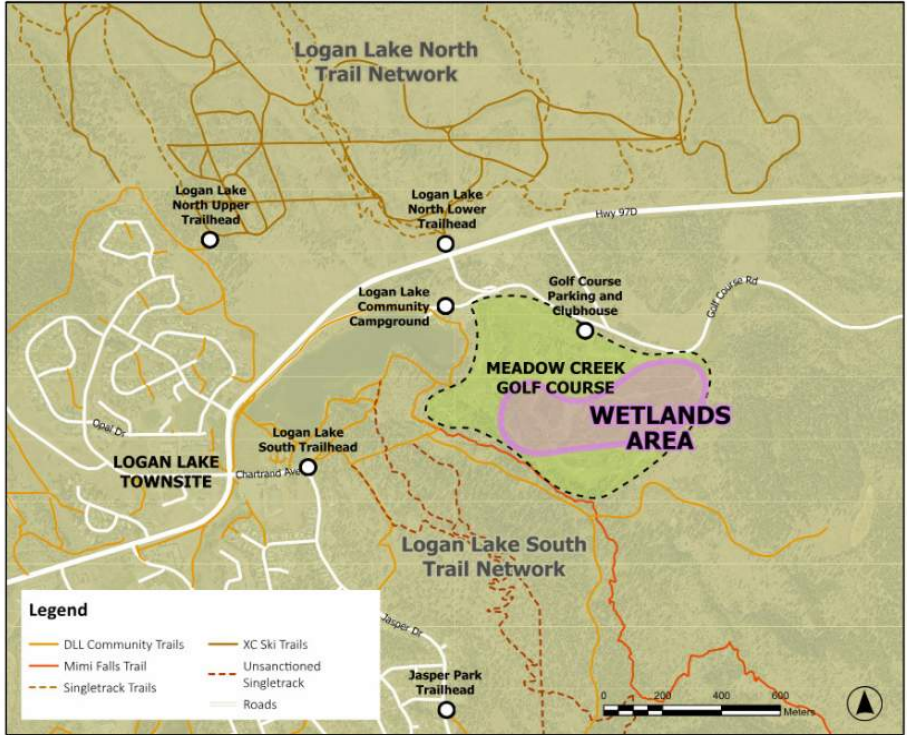 Logan Lake North
Trail Network
Logan Lake
North Upper
Trailhead
Logan Lake
North Lower
Trailhead
Hwy 97D
Logan Lake
Community
Campground
Golf Course
Parking and
Clubhouse
Golf Course Rd
MEADOW CREEK
GOLF COURSE
WETLANDS
AREA
Opal Dr
Logan Lake
South Trailhead
LOGAN LAKE
TOWNSITE
Chartrand Ave
Logan Lake South
Trail Network
Jasper Dr
Jasper Park
Trailhead
Legend
DLL Community Trails
Mimi Falls Trail
Singletrack Trails
XC Ski Trails
Unsanctioned
Singletrack
Roads
0 200 400 600
Meters